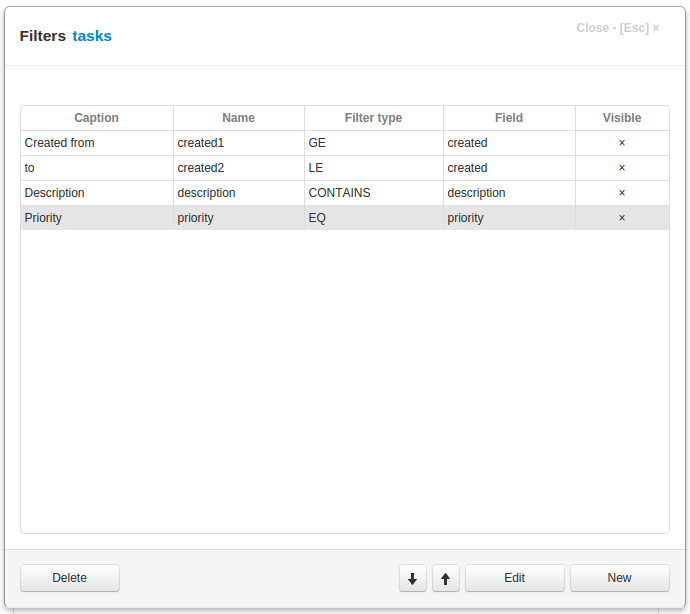 Filters tasks
Close - [Esc] ×
Caption Name Filter type Field Visible
Created from created1 GE created ×
to created2 LE created ×
Description description CONTAINS description ×
Priority priority EQ priority ×
Delete Edit New